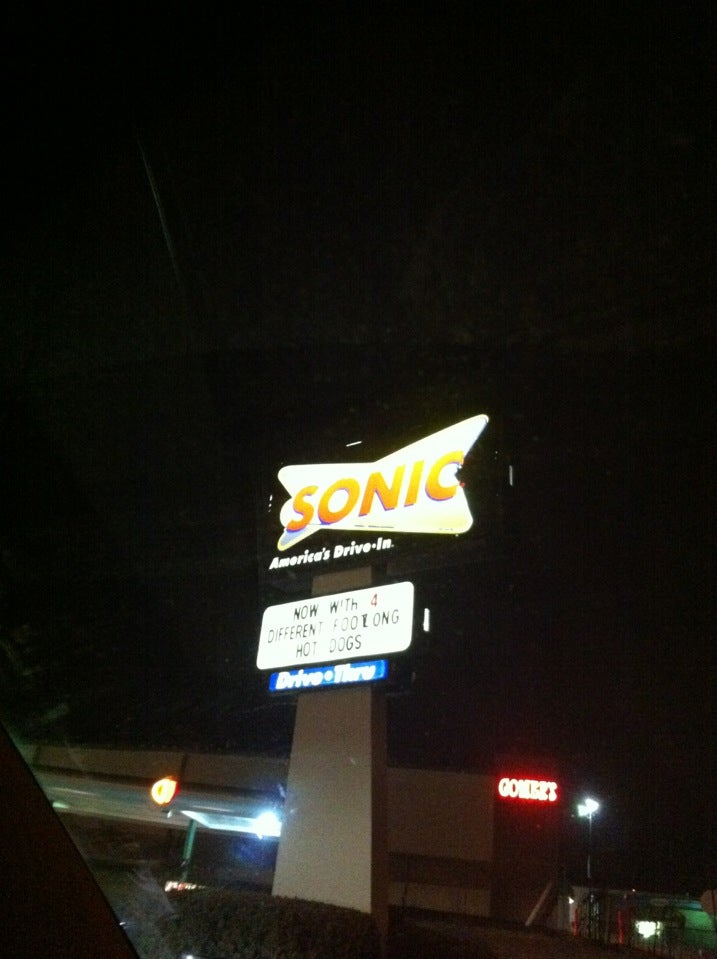 SONIC
America's Drive-In
NOW WITH 4
DIFFERENT FOOTLONG
HOT DOGS
Drive Thru